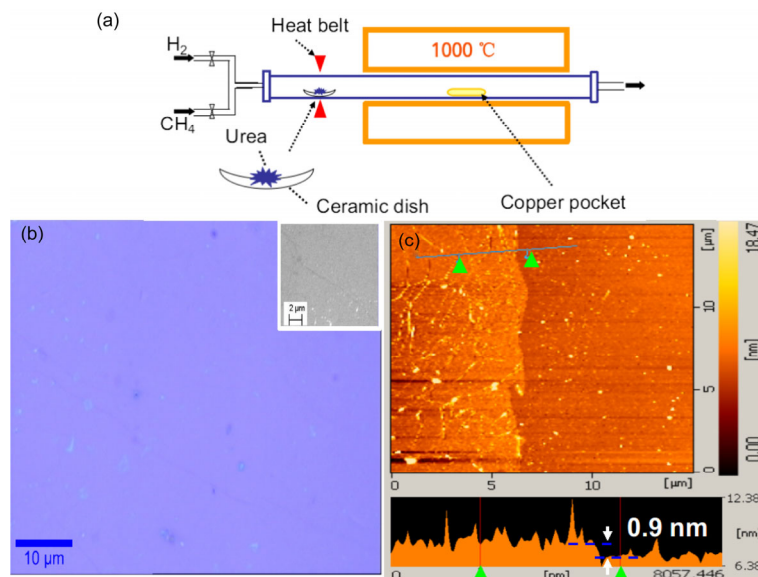 (a)
Heat belt
1000 ℃
H2
CH4
Urea
Ceramic dish
Copper pocket
(b)
2 µm
10 µm
(c)
18.47
[nm]
0.00
[µm]
10
5
0
0
5
10
[µm]
0.9 nm
12.38
[nm]
6.38
0
nm
8057.446